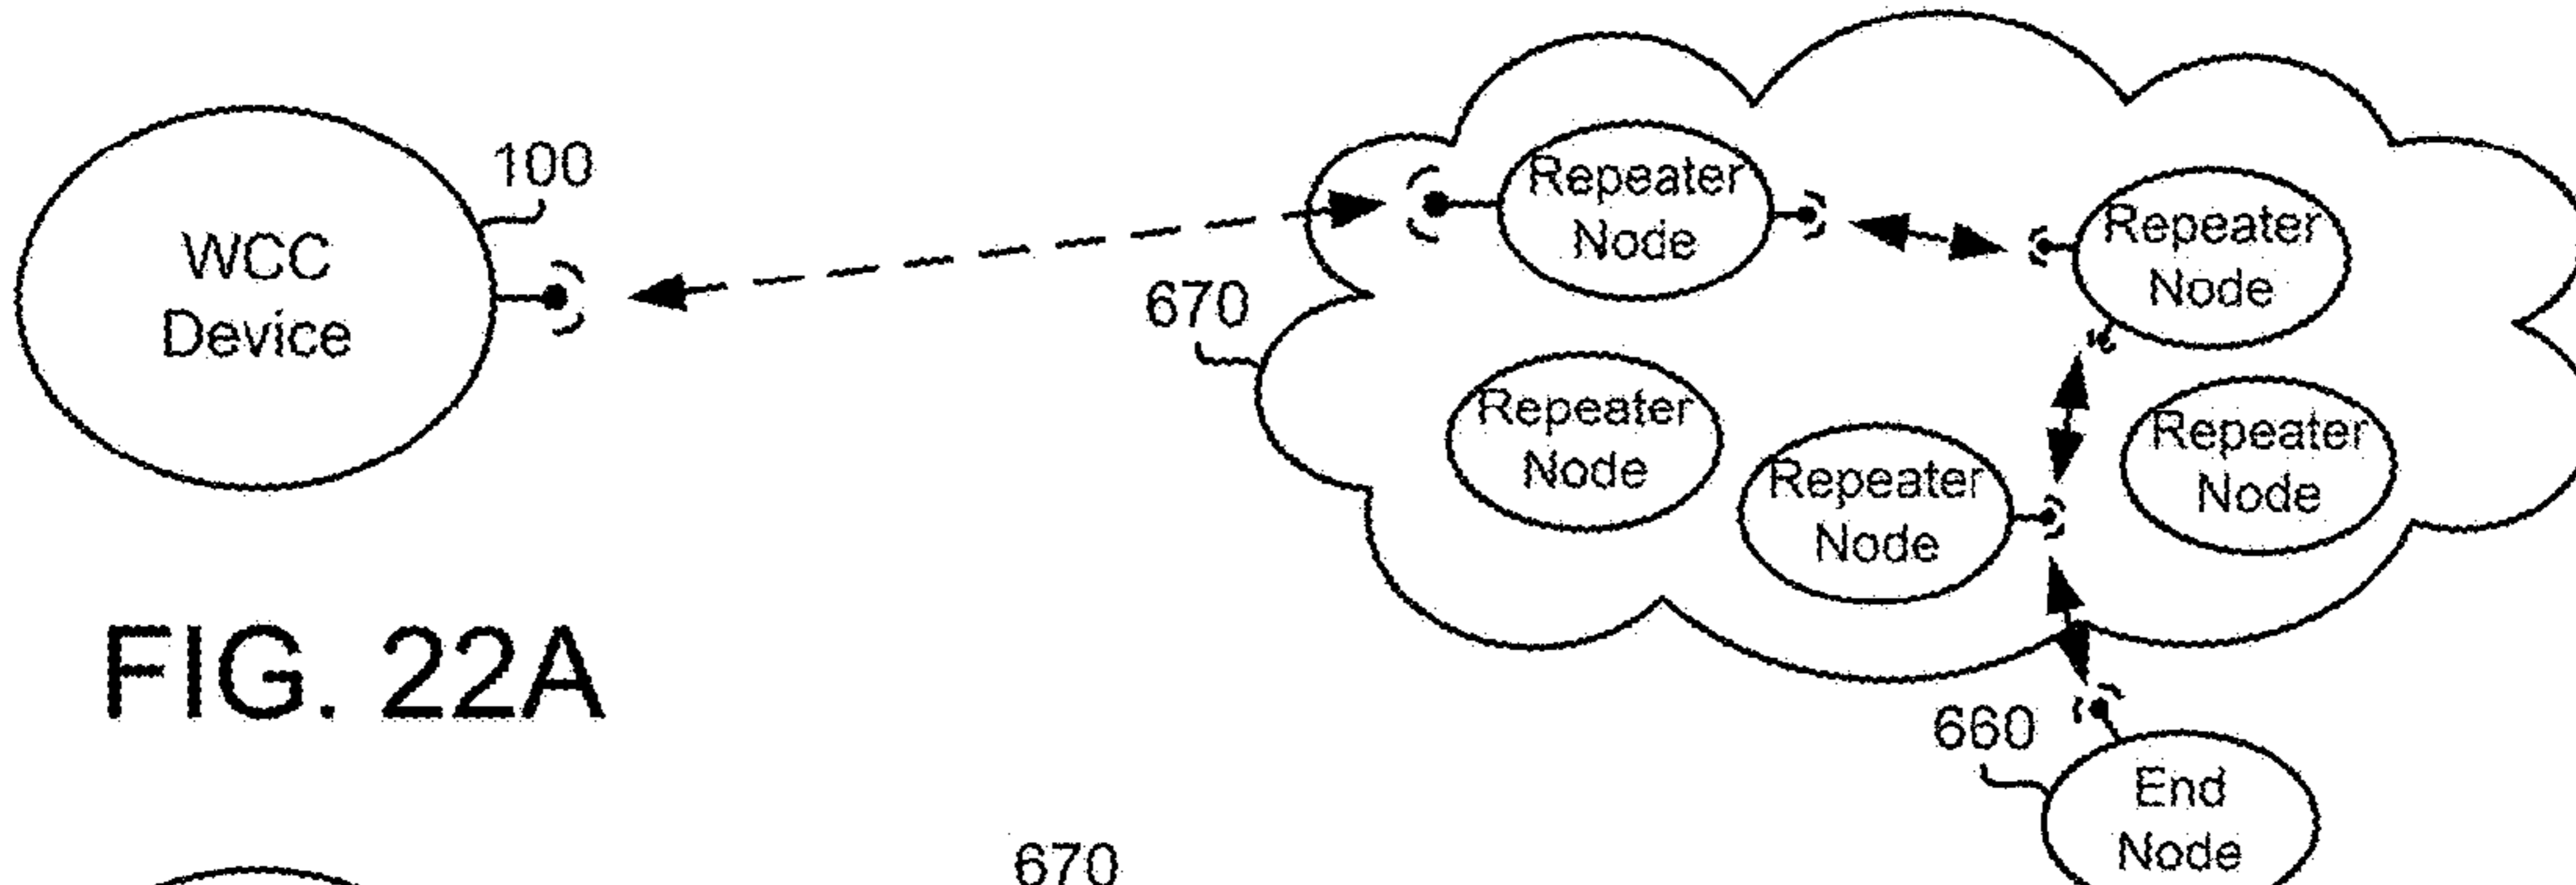 100
WCC
Device
Repeater
Node
Repeater
Node
670
Repeater
Node
Repeater
Node
Repeater
Node
FIG. 22A
660
End
Node
670